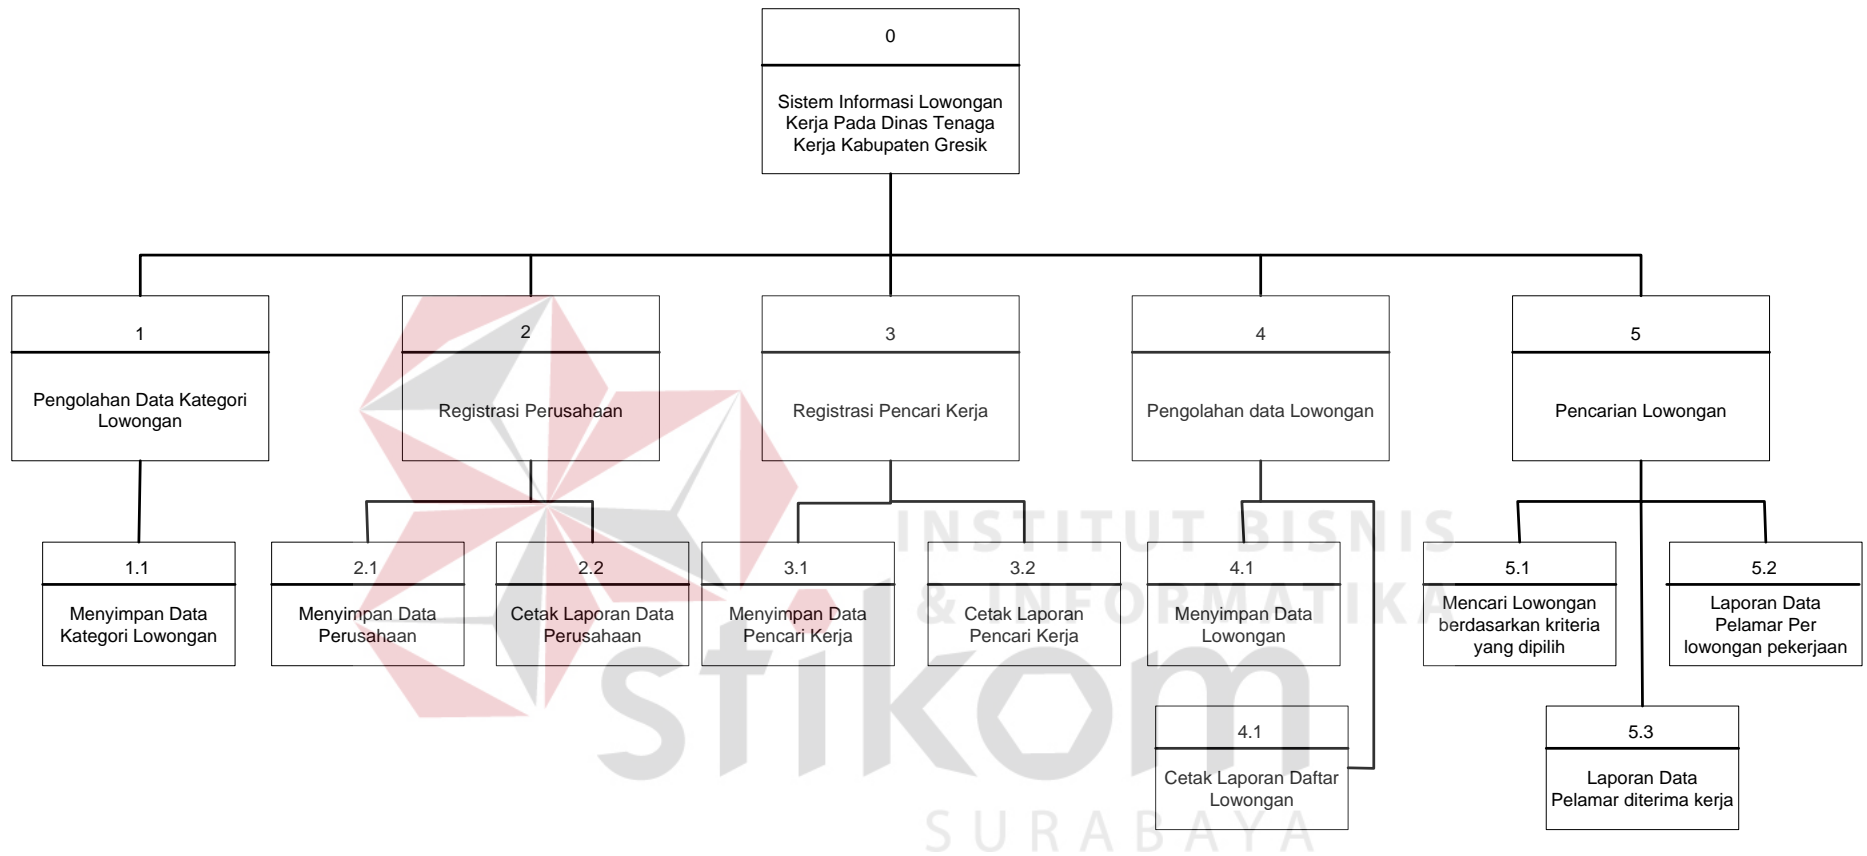 0
Sistem Informasi Lowongan
Kerja Pada Dinas Tenaga
Kerja Kabupaten Gresik
1
Pengolahan Data Kategori
Lowongan
2
Registrasi Perusahaan
3
Registrasi Pencari Kerja
4
Pengolahan data Lowongan
5
Pencarian Lowongan
1.1
Menyimpan Data
Kategori Lowongan
2.1
Menyimpan Data
Perusahaan
2.2
Cetak Laporan Data
Perusahaan
3.1
Menyimpan Data
Pencari Kerja
3.2
Cetak Laporan
Pencari Kerja
4.1
Menyimpan Data
Lowongan
5.1
Mencari Lowongan
berdasarkan kriteria
yang dipilih
5.2
Laporan Data
Pelamar Per
lowongan pekerjaan
4.1
Cetak Laporan Daftar
Lowongan
5.3
Laporan Data
Pelamar diterima kerja
INSTITUT BISNIS
& INFORMATIKA
stikom
SURABAYA